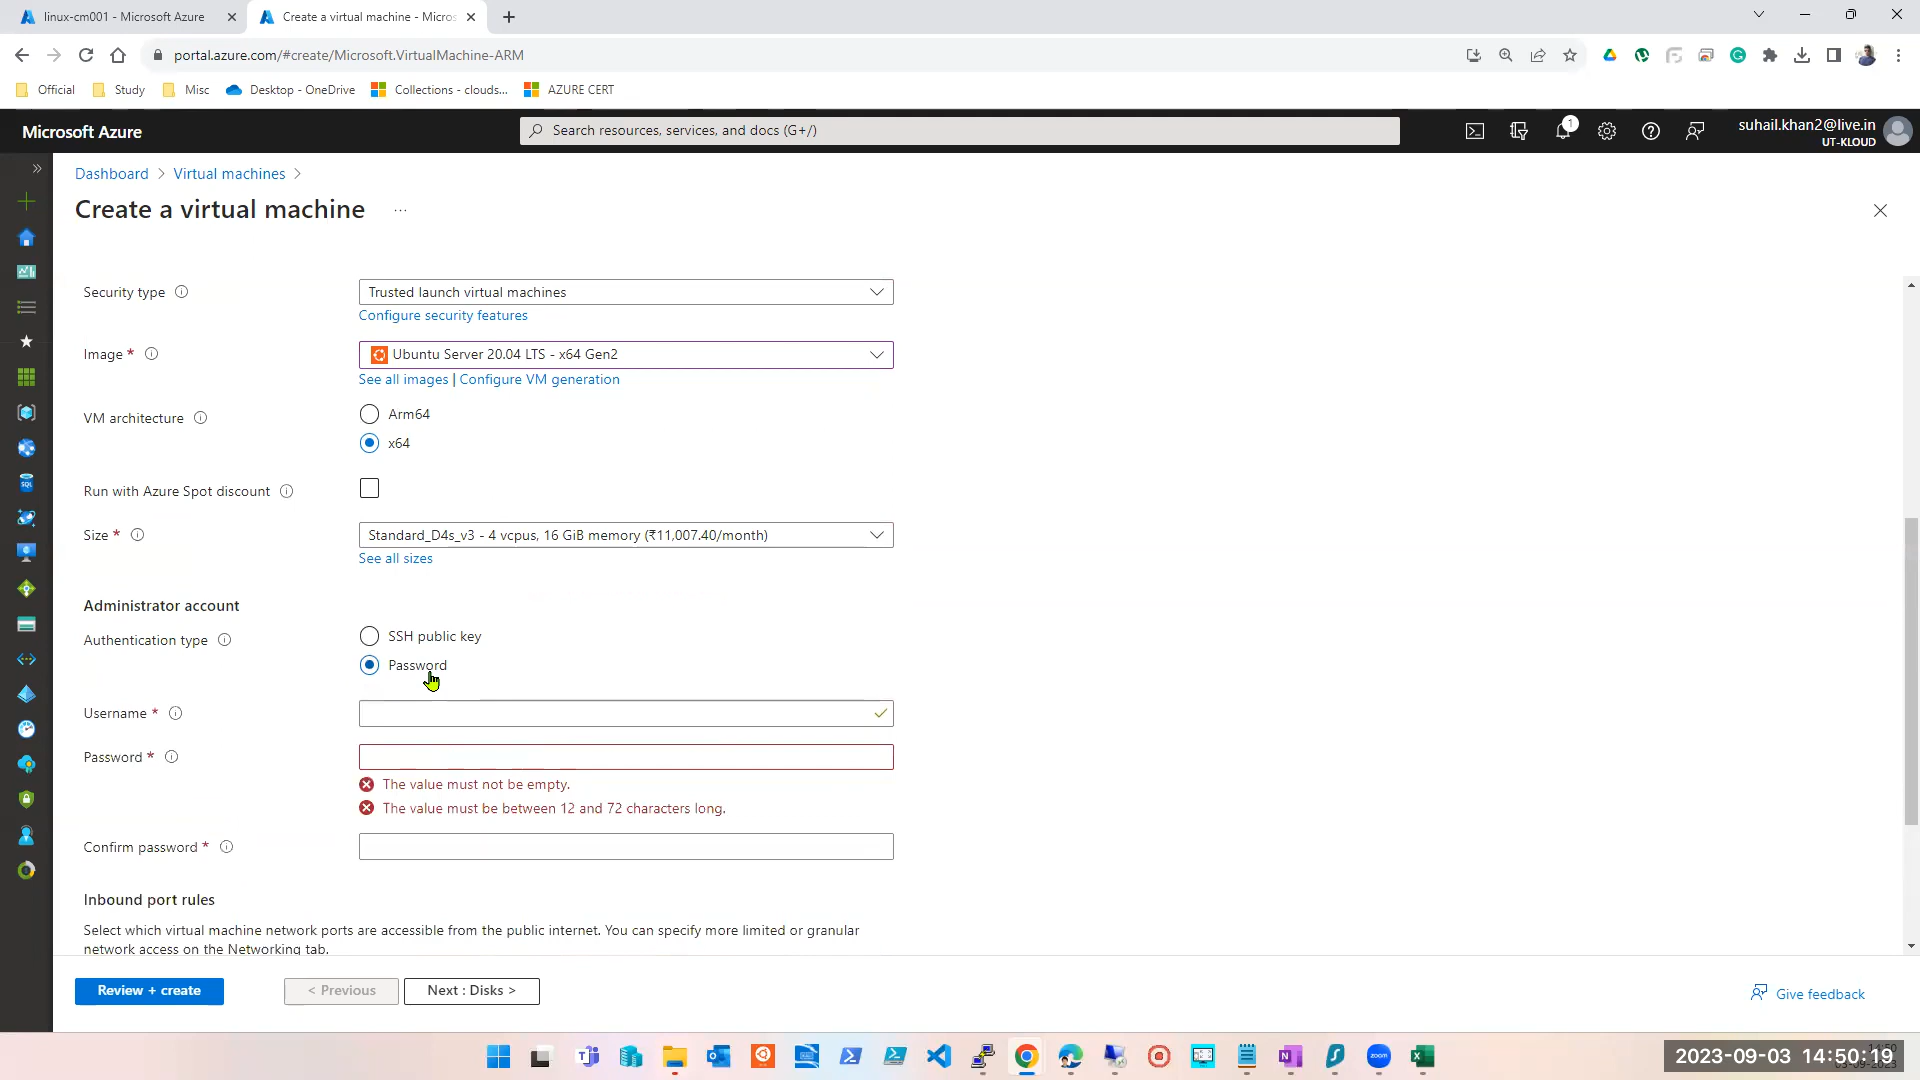 linux-cm001 - Microsoft Azure
Create a virtual machine - Micros
portal.azure.com/#create/Microsoft.VirtualMachine-ARM
Official
Study
Misc
Desktop - OneDrive
Collections - clouds...
AZURE CERT
Microsoft Azure
Search resources, services, and docs (G+/)
1
suhail.khan2@live.in
UT-KLOUD
Dashboard > Virtual machines >
Create a virtual machine ...
Security type
Trusted launch virtual machines
Configure security features
Image *
Ubuntu Server 20.04 LTS - x64 Gen2
See all images | Configure VM generation
VM architecture
Arm64
x64
Run with Azure Spot discount
Size *
Standard_D4s_v3 - 4 vcpus, 16 GiB memory (₹11,007.40/month)
See all sizes
Administrator account
Authentication type
SSH public key
Password
Username *
Password *
The value must not be empty.
The value must be between 12 and 72 characters long.
Confirm password *
Inbound port rules
Select which virtual machine network ports are accessible from the public internet. You can specify more limited or granular
network access on the Networking tab.
Review + create
< Previous
Next : Disks >
Give feedback
2023-09-03 14:50:19